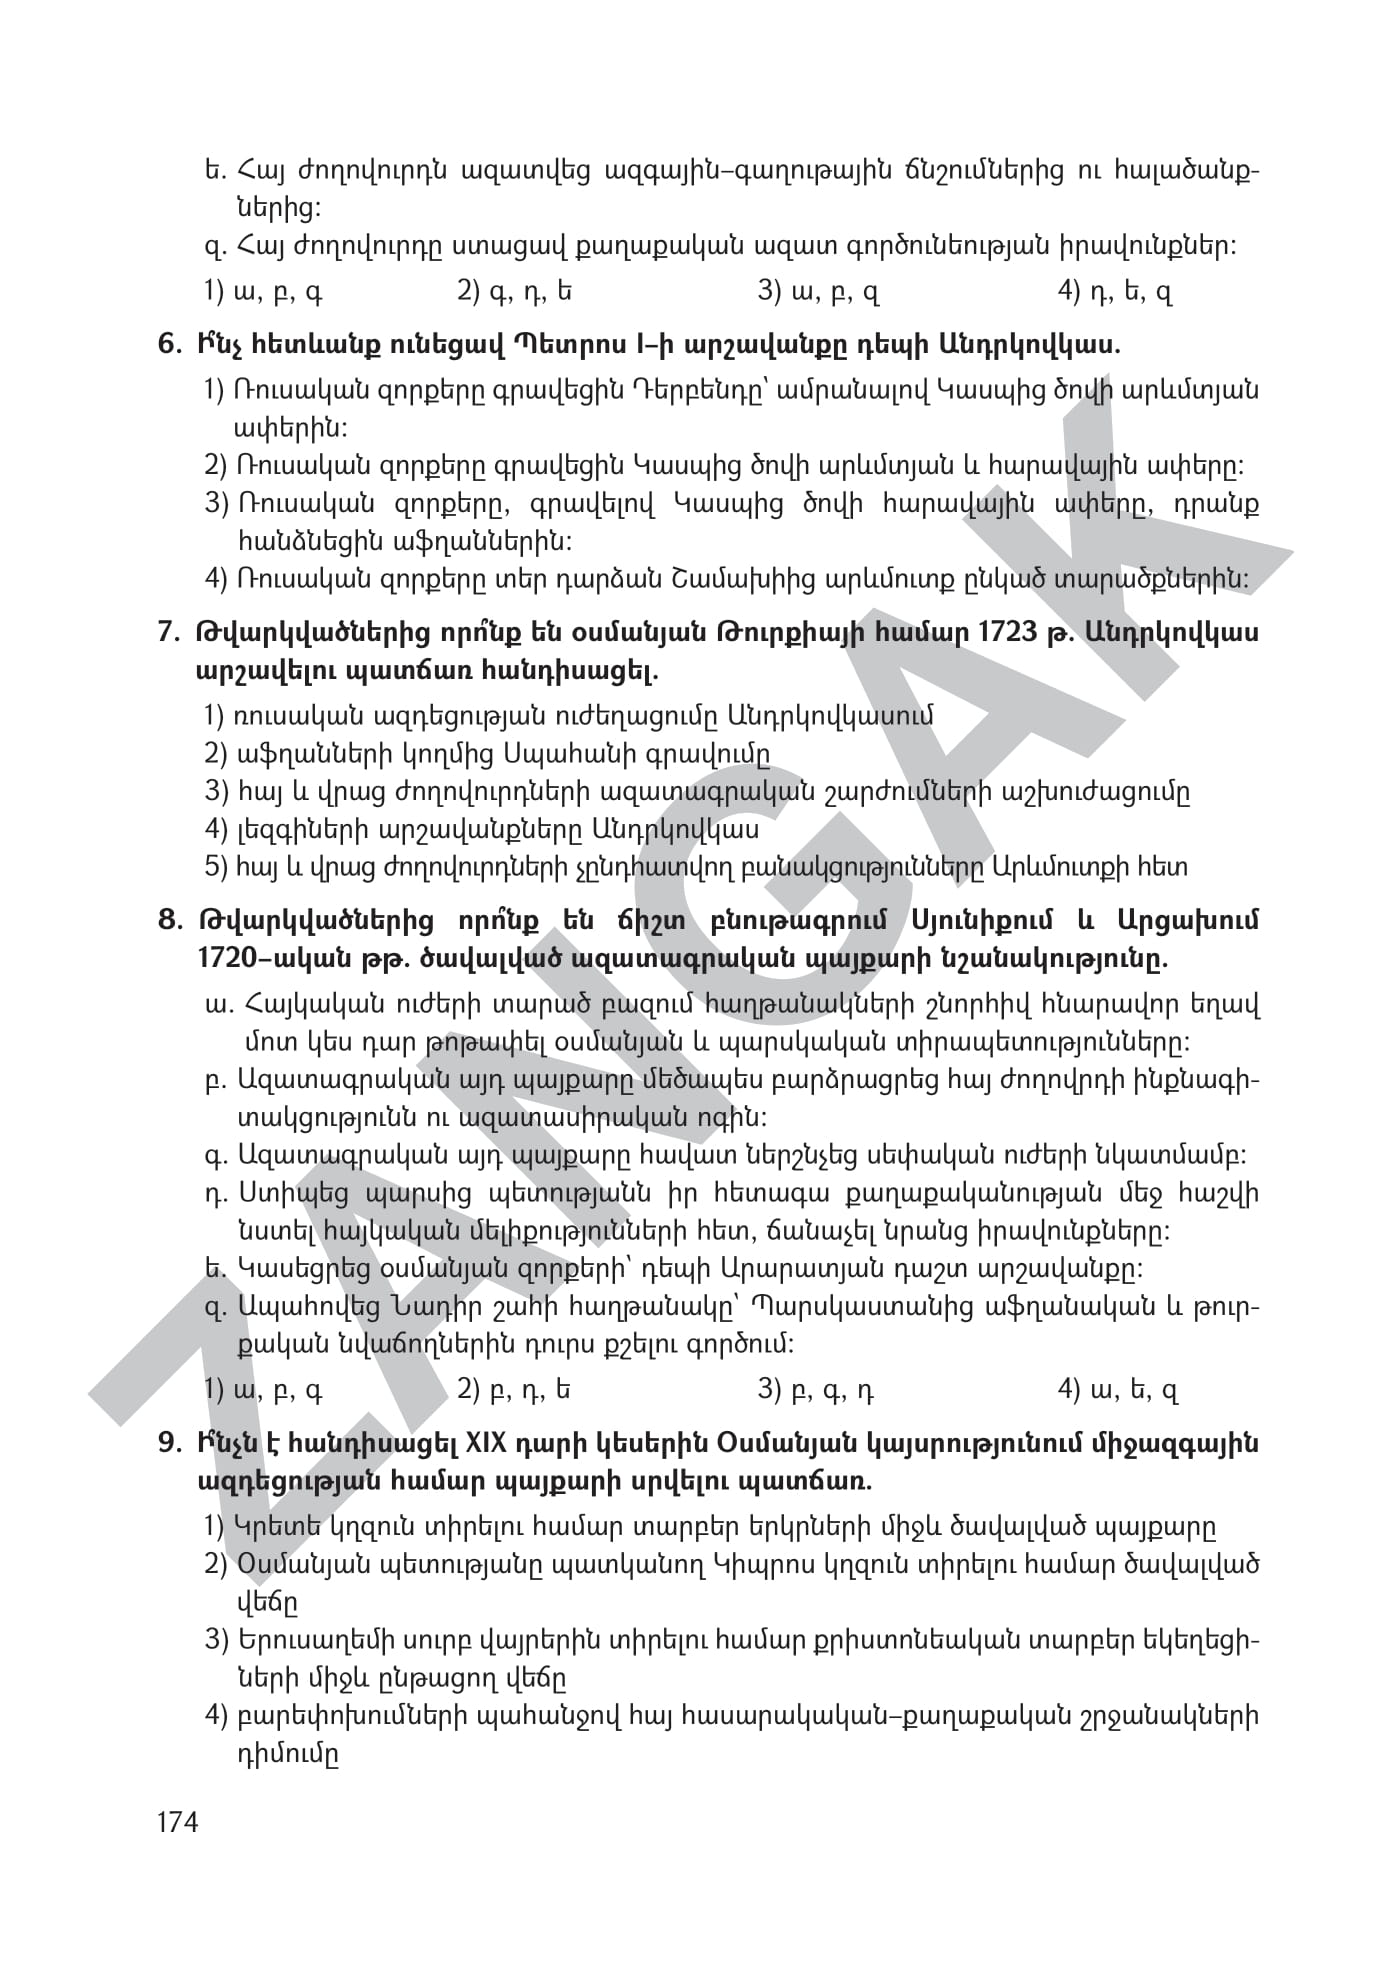 ե. Հայ ժողովուրդն ազատվեց ազգային–գաղութային ճնշումներից ու հալածանք-
ներից:
զ. Հայ ժողովուրդը ստացավ քաղաքական ազատ գործունեության իրավունքներ:
1) ա, բ, գ 2) գ, դ, ե 3) ա, բ, զ 4) դ, ե, զ
6. Ի՞նչ հետևանք ունեցավ Պետրոս I–ի արշավանքը դեպի Անդրկովկաս.
1) Ռուսական զորքերը գրավեցին Դերբենդը՝ ամրանալով Կասպից ծովի արևմտյան
ափերին:
2) Ռուսական զորքերը գրավեցին Կասպից ծովի արևմտյան և հարավային ափերը:
3) Ռուսական զորքերը, գրավելով Կասպից ծովի հարավային ափերը, դրանք
հանձնեցին աֆղաններին:
4) Ռուսական զորքերը տեր դարձան Շամախիից արևմուտք ընկած տարածքներին:
7. Թվարկվածներից որո՞նք են օսմանյան Թուրքիայի համար 1723 թ. Անդրկովկաս
արշավելու պատճառ հանդիսացել.
1) ռուսական ազդեցության ուժեղացումը Անդրկովկասում
2) աֆղանների կողմից Սպահանի գրավումը
3) հայ և վրաց ժողովուրդների ազատագրական շարժումների աշխուժացումը
4) լեզգիների արշավանքները Անդրկովկաս
5) հայ և վրաց ժողովուրդների չընդհատվող բանակցությունները Արևմուտքի հետ
8. Թվարկվածներից որո՞նք են ճիշտ բնութագրում Սյունիքում և Արցախում
1720–ական թթ. ծավալված ազատագրական պայքարի նշանակությունը.
ա. Հայկական ուժերի տարած բազում հաղթանակների շնորհիվ հնարավոր եղավ
մոտ կես դար թոթափել օսմանյան և պարսկական տիրապետությունները:
բ. Ազատագրական այդ պայքարը մեծապես բարձրացրեց հայ ժողովրդի ինքնագի-
տակցությունն ու ազատասիրական ոգին:
գ. Ազատագրական այդ պայքարը հավատ ներշնչեց սեփական ուժերի նկատմամբ:
դ. Ստիպեց պարսից պետությանն իր հետագա քաղաքականության մեջ հաշվի
նստել հայկական մելիքությունների հետ, ճանաչել նրանց իրավունքները:
ե. Կասեցրեց օսմանյան զորքերի՝ դեպի Արարատյան դաշտ արշավանքը:
զ. Ապահովեց Նադիր շահի հաղթանակը՝ Պարսկաստանից աֆղանական և թուր-
քական նվաճողներին դուրս քշելու գործում:
1) ա, բ, գ 2) բ, դ, ե 3) բ, գ, դ 4) ա, ե, զ
9. Ի՞նչն է հանդիսացել XIX դարի կեսերին Օսմանյան կայսրությունում միջազգային
ազդեցության համար պայքարի սրվելու պատճառ.
1) Կրետե կղզուն տիրելու համար տարբեր երկրների միջև ծավալված պայքարը
2) Օսմանյան պետությանը պատկանող Կիպրոս կղզուն տիրելու համար ծավալված
վեճը
3) Երուսաղեմի սուրբ վայրերին տիրելու համար քրիստոնեական տարբեր եկեղեցի-
ների միջև ընթացող վեճը
4) բարեփոխումների պահանջով հայ հասարակական–քաղաքական շրջանակների
դիմումը
174
ZANGAK